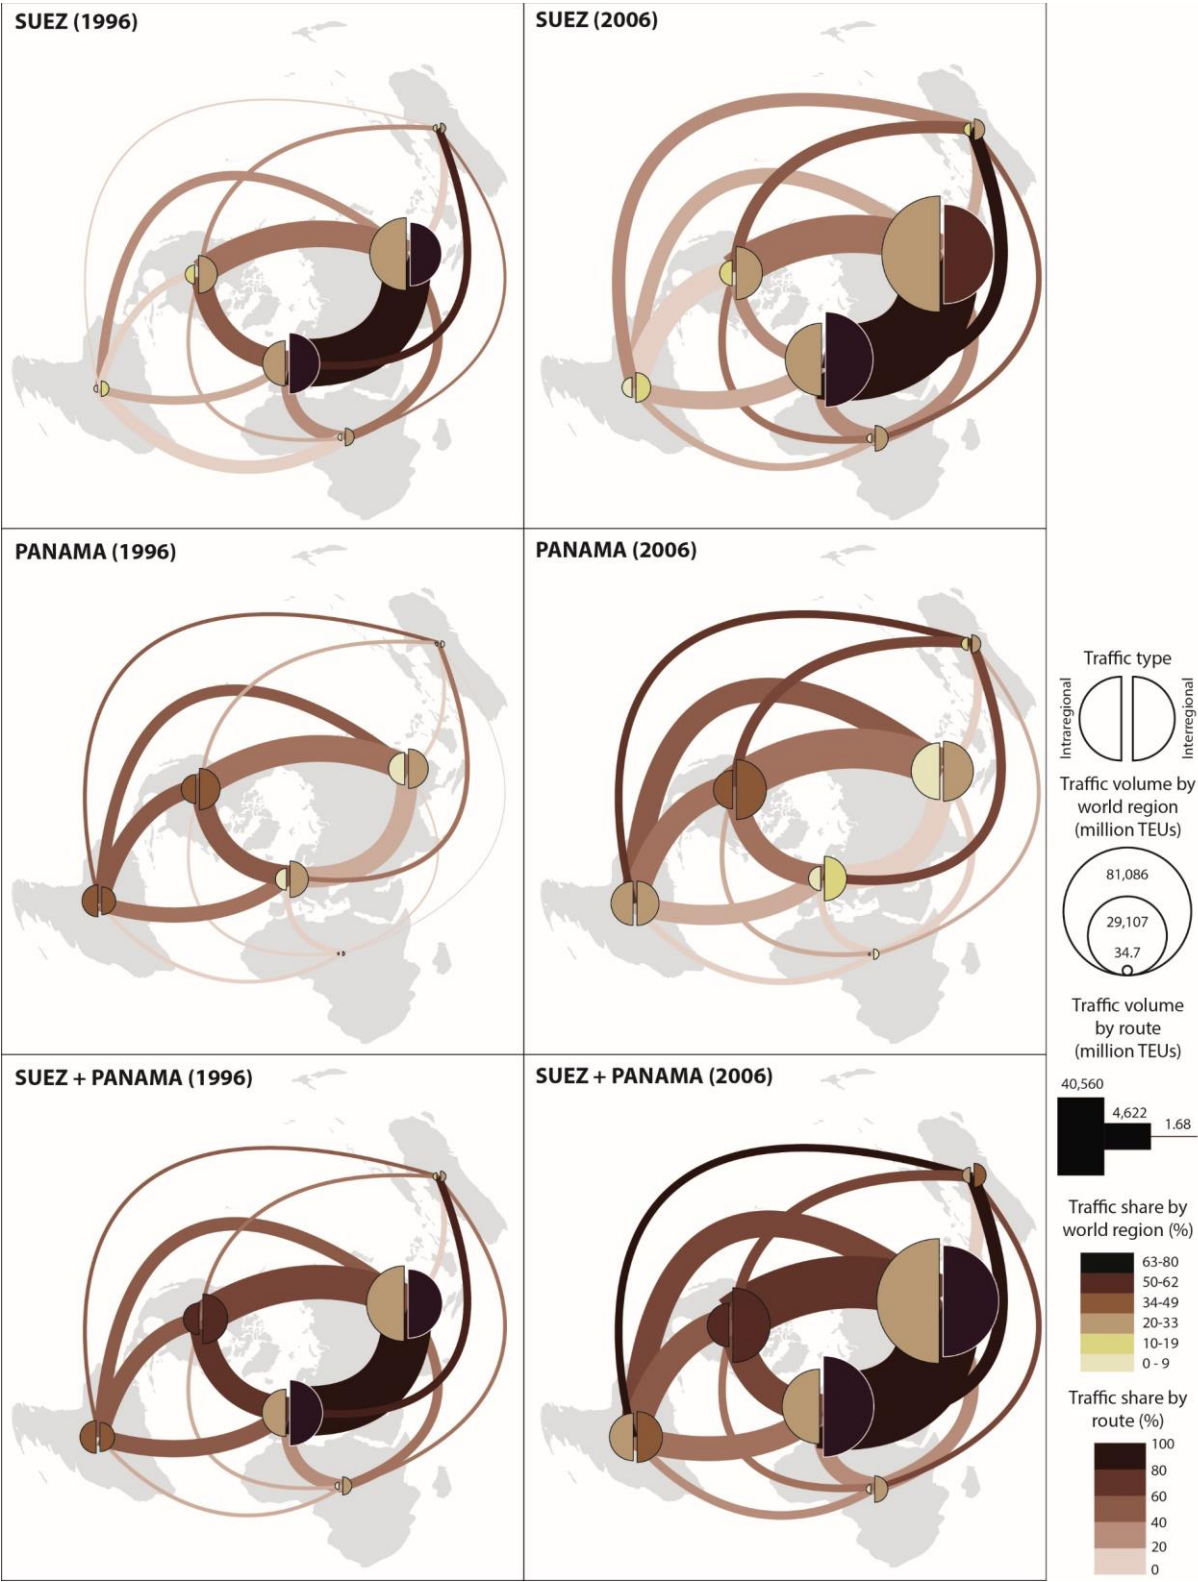 SUEZ (1996)
SUEZ (2006)
PANAMA (1996)
PANAMA (2006)
SUEZ + PANAMA (1996)
SUEZ + PANAMA (2006)
Traffic type
Intraregional
Interregional
Traffic volume by
world region
(million TEUs)
81,086
29,107
34.7
Traffic volume
by route
(million TEUs)
40,560
4,622
1.68
Traffic share by
world region (%)
63-80
50-62
34-49
20-33
10-19
0 - 9
Traffic share by
route (%)
100
80
60
40
20
0